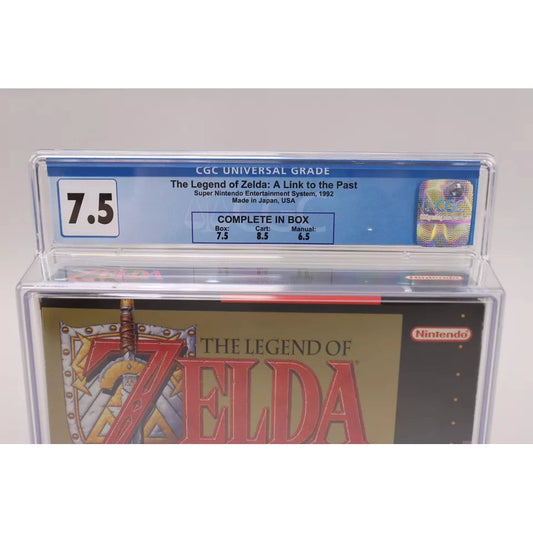 CGC UNIVERSAL GRADE
7.5
The Legend of Zelda: A Link to the Past
Super Nintendo Entertainment System, 1992
Made in Japan, USA
COMPLETE IN BOX
Box: Cart: Manual:
7.5 8.5 6.5
Nintendo
THE LEGEND OF
ZELDA